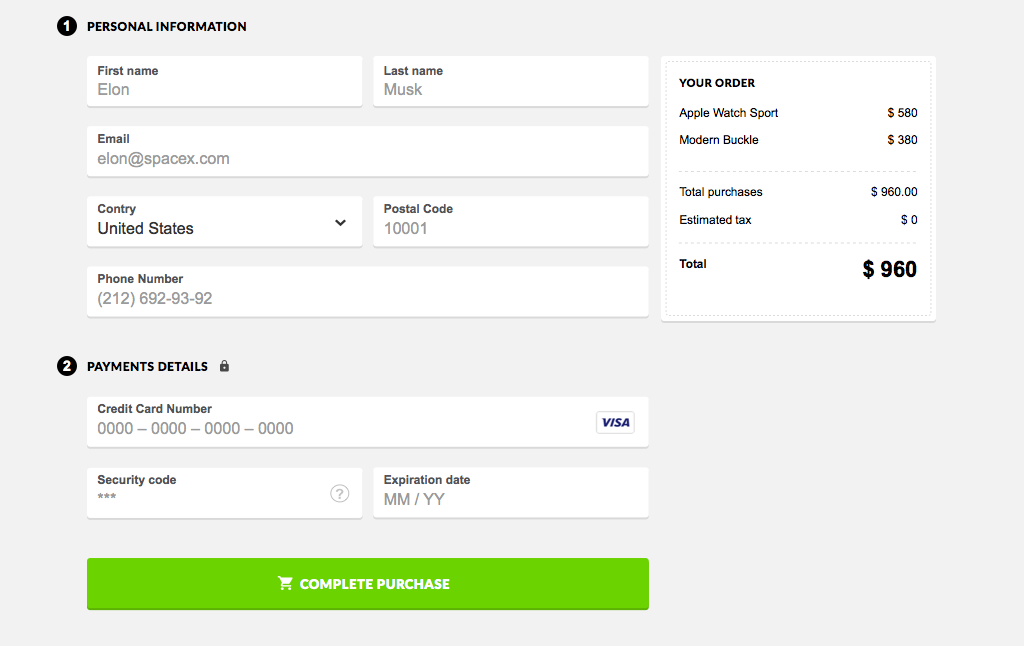 1 PERSONAL INFORMATION
First name
Elon
Last name
Musk
Email
elon@spacex.com
Contry
United States
Postal Code
10001
Phone Number
(212) 692-93-92
YOUR ORDER
Apple Watch Sport $ 580
Modern Buckle $ 380
Total purchases $ 960.00
Estimated tax $ 0
Total $ 960
2 PAYMENTS DETAILS
Credit Card Number
0000 – 0000 – 0000 – 0000
VISA
Security code
***
?
Expiration date
MM / YY
COMPLETE PURCHASE